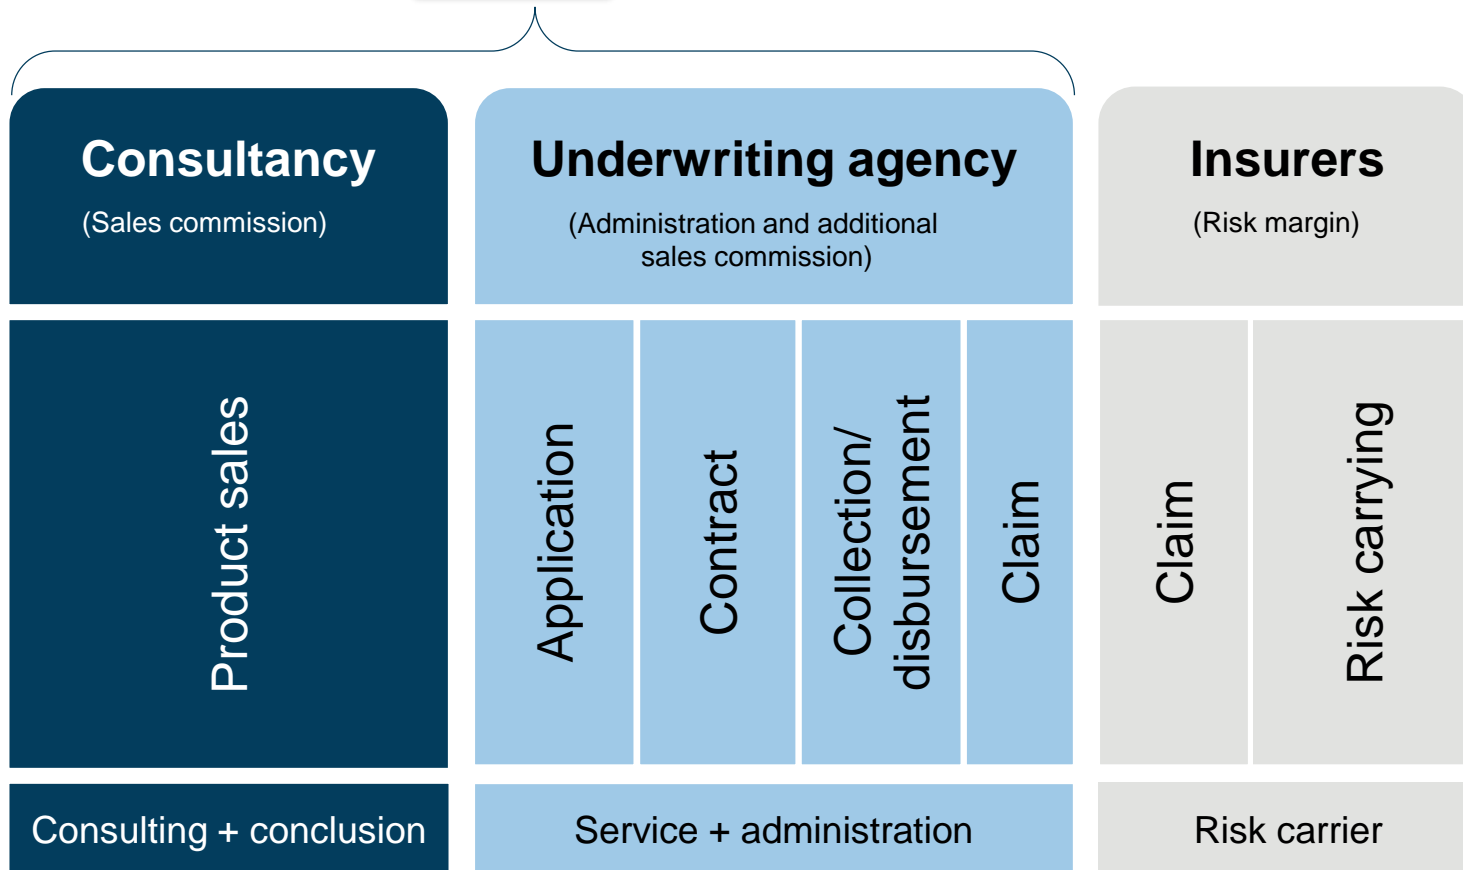 Consultancy
(Sales commission)
Underwriting agency
(Administration and additional
sales commission)
Insurers
(Risk margin)
Product sales
Application
Contract
Collection/
disbursement
Claim
Claim
Risk carrying
Consulting + conclusion
Service + administration
Risk carrier